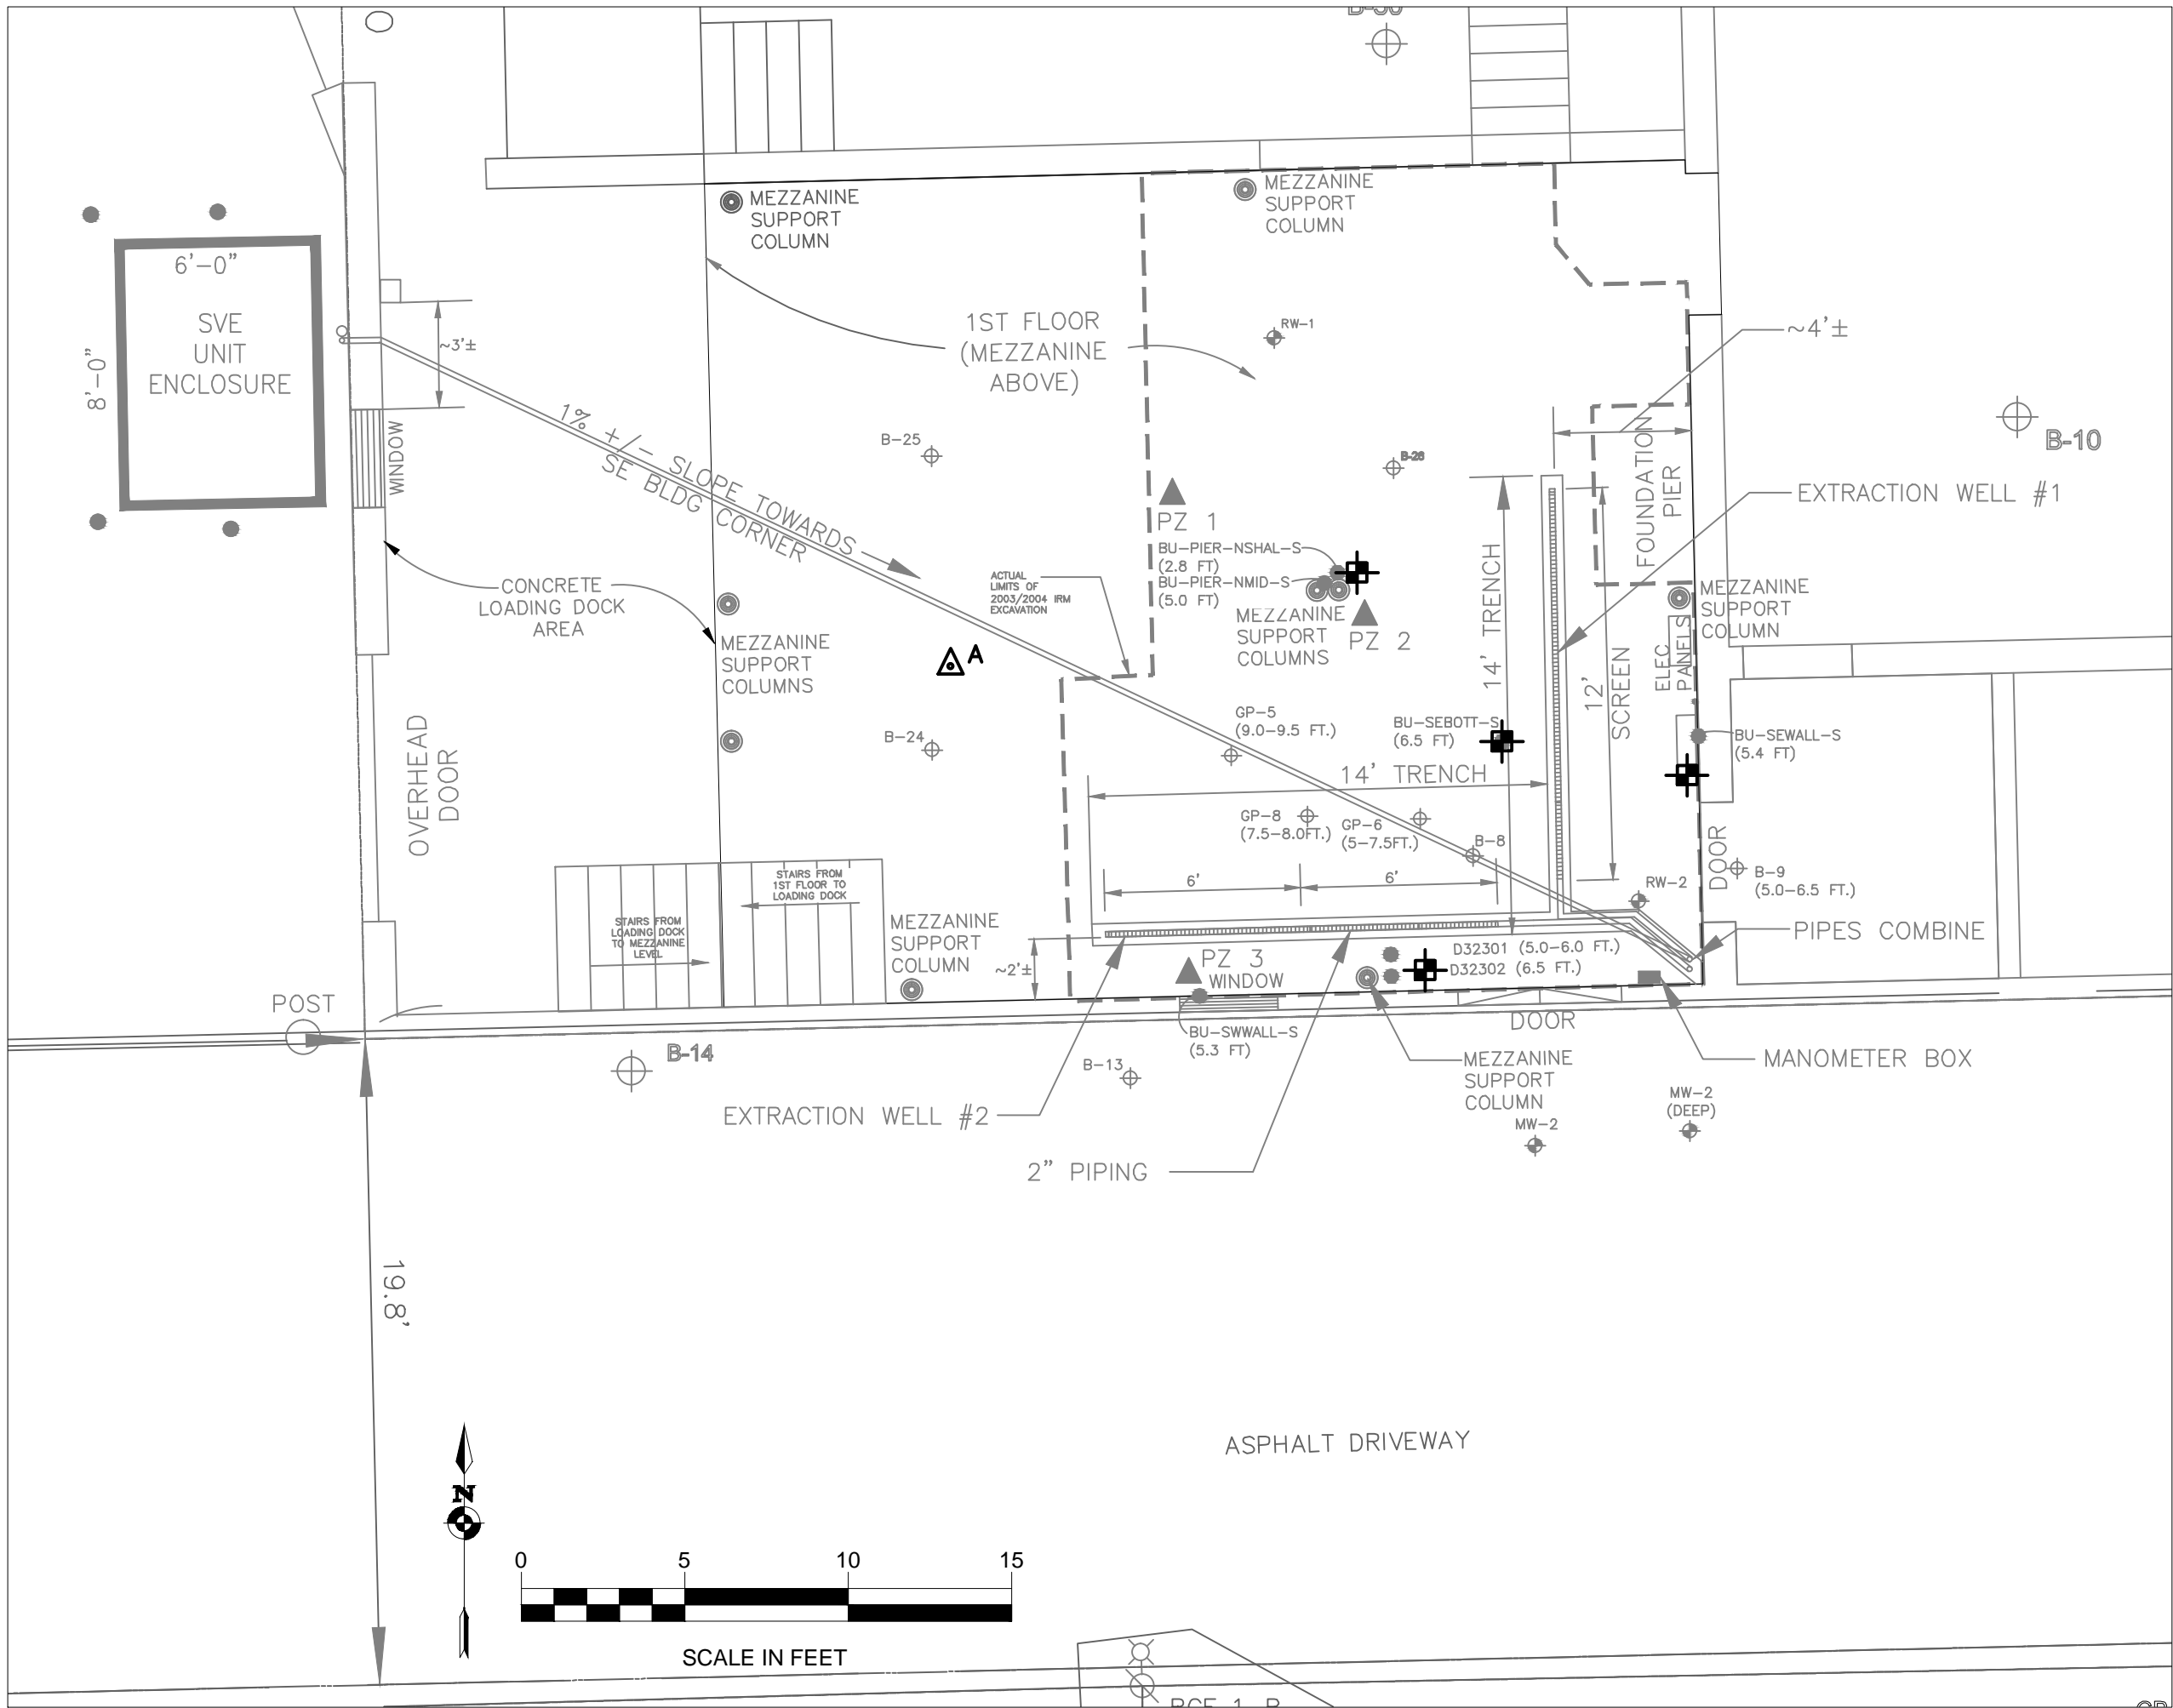 B-30
MEZZANINE
SUPPORT
COLUMN
MEZZANINE
SUPPORT
COLUMN
6'-0"
SVE
UNIT
ENCLOSURE
8'-0"
~3'±
WINDOW
1ST FLOOR
(MEZZANINE
ABOVE)
RW-1
~4'±
B-10
B-25
B-26
1% +/- SLOPE TOWARDS
SE BLDG CORNER
PZ 1
FOUNDATION
PIER
EXTRACTION WELL #1
BU-PIER-NSHAL-S
(2.8 FT)
BU-PIER-NMID-S
(5.0 FT)
ACTUAL
LIMITS OF
2003/2004 IRM
EXCAVATION
CONCRETE
LOADING DOCK
AREA
MEZZANINE
SUPPORT
COLUMNS
PZ 2
14' TRENCH
12'
SCREEN
MEZZANINE
SUPPORT
COLUMN
ELEC.
PANELS
MEZZANINE
SUPPORT
COLUMNS
A
OVERHEAD
DOOR
B-24
GP-5
(9.0-9.5 FT.)
BU-SEBOTT-S
(6.5 FT)
BU-SEWALL-S
(5.4 FT)
14' TRENCH
GP-8
(7.5-8.0FT.)
GP-6
(5-7.5FT.)
B-8
DOOR
B-9
(5.0-6.5 FT.)
6'
6'
RW-2
STAIRS FROM
1ST FLOOR TO
LOADING DOCK
STAIRS FROM
LOADING DOCK
TO MEZZANINE
LEVEL
MEZZANINE
SUPPORT
COLUMN
PIPES COMBINE
~2'±
PZ 3
WINDOW
D32301 (5.0-6.0 FT.)
D32302 (6.5 FT.)
POST
DOOR
BU-SWWALL-S
(5.3 FT)
B-14
B-13
MEZZANINE
SUPPORT
COLUMN
MANOMETER BOX
EXTRACTION WELL #2
MW-2
MW-2
(DEEP)
2" PIPING
19.8'
ASPHALT DRIVEWAY
N
0 5 10 15
SCALE IN FEET